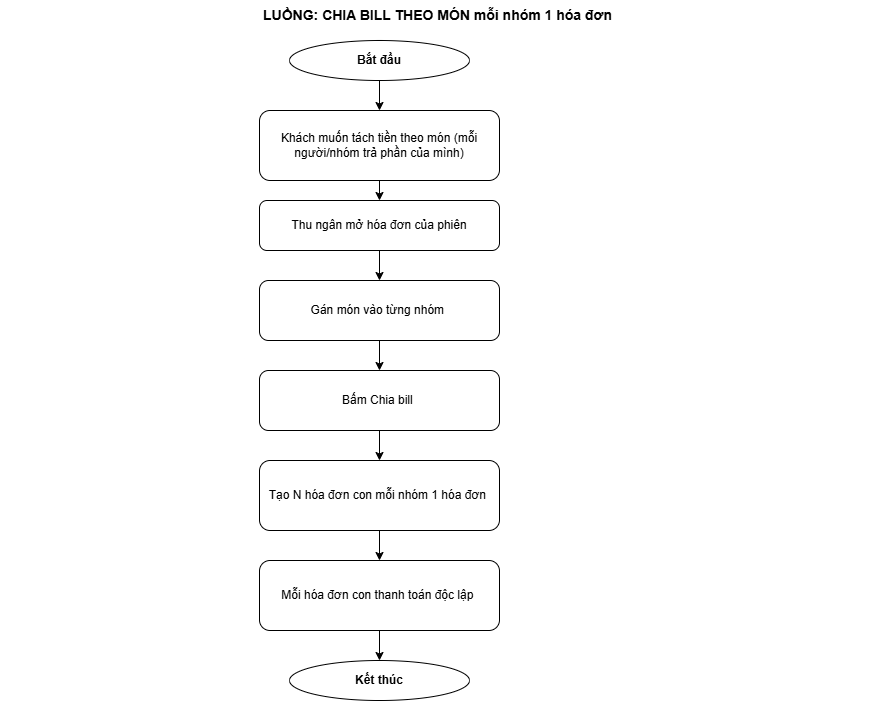 LUỒNG: CHIA BILL THEO MÓN mỗi nhóm 1 hóa đơn
Bắt đầu
Khách muốn tách tiền theo món (mỗi
người/nhóm trả phần của mình)
Thu ngân mở hóa đơn của phiên
Gán món vào từng nhóm
Bấm Chia bill
Tạo N hóa đơn con mỗi nhóm 1 hóa đơn
Mỗi hóa đơn con thanh toán độc lập
Kết thúc